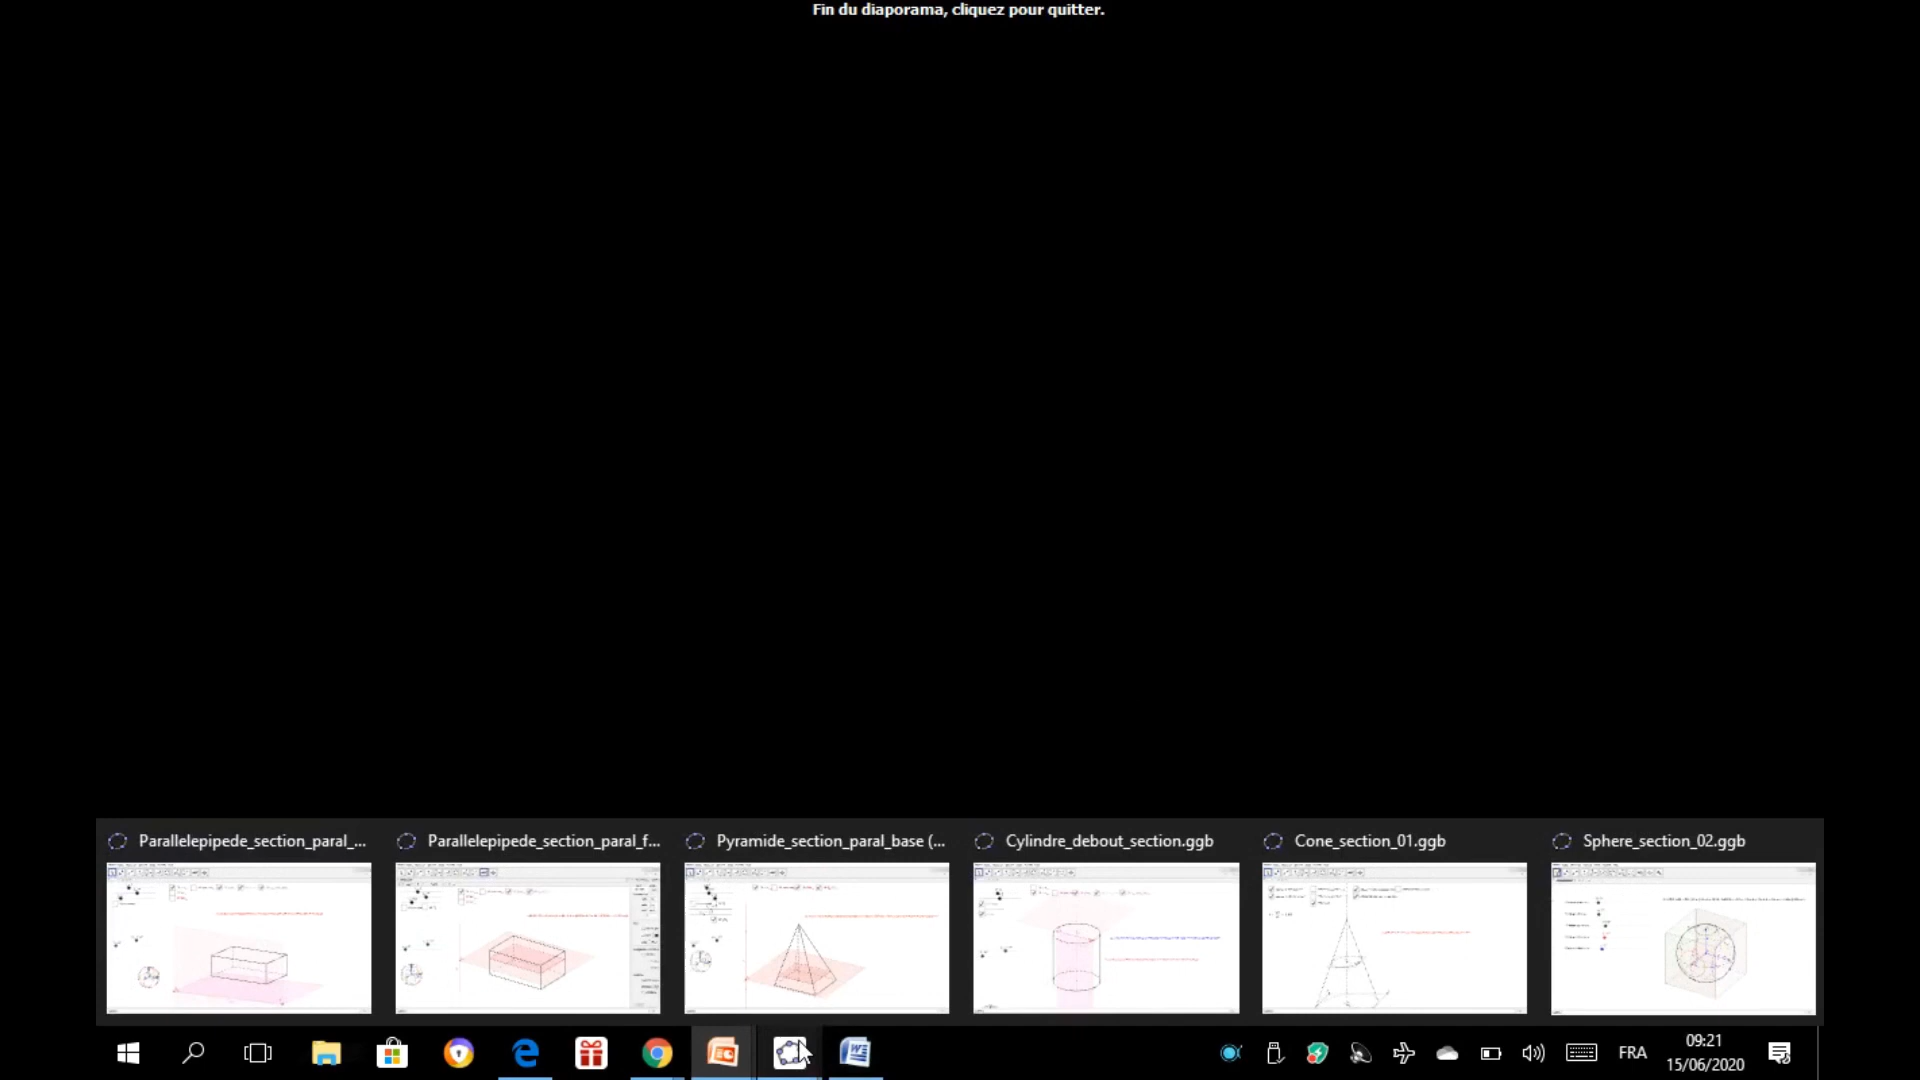 Fin du diaporama, cliquez pour quitter.
Parallelepipede_section_paral_...
Parallelepipede_section_paral_f...
Pyramide_section_paral_base (...
Cylindre_debout_section.ggb
Cone_section_01.ggb
Sphere_section_02.ggb
FRA
09:21
15/06/2020